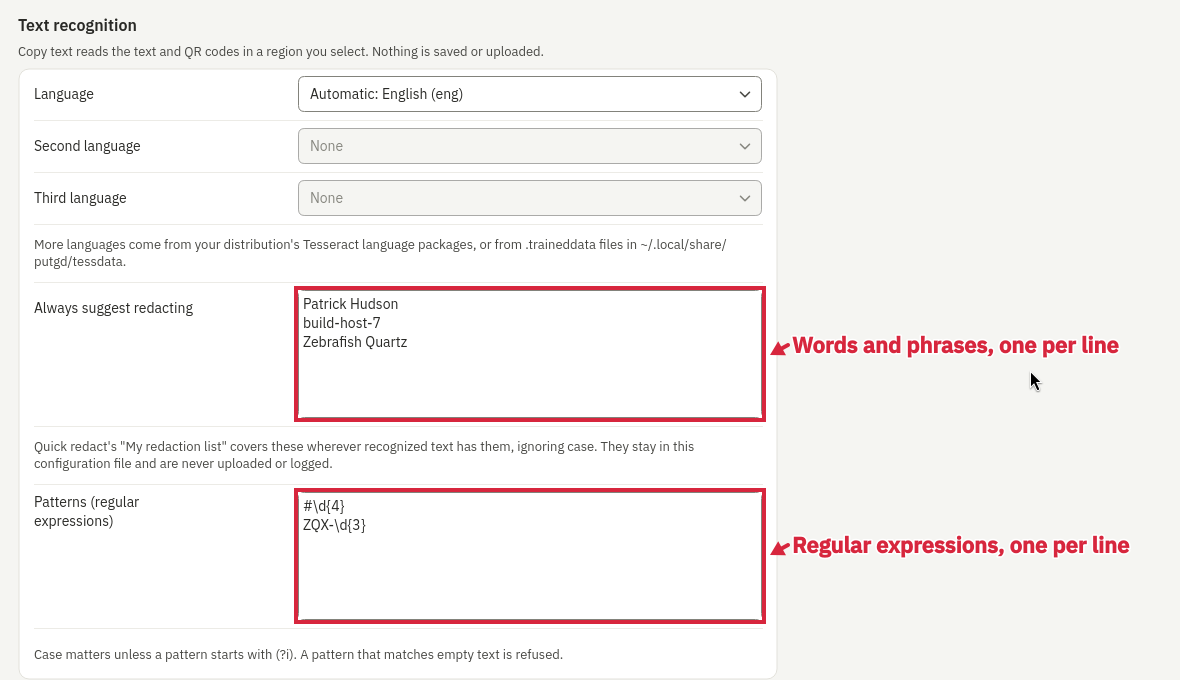 Text recognition
Copy text reads the text and QR codes in a region you select. Nothing is saved or uploaded.
Language
Automatic: English (eng)
Second language
None
Third language
None
More languages come from your distribution's Tesseract language packages, or from .traineddata files in ~/.local/share/
putgd/tessdata.
Always suggest redacting
Patrick Hudson
build-host-7
Zebrafish Quartz
Words and phrases, one per line
Quick redact's "My redaction list" covers these wherever recognized text has them, ignoring case. They stay in this
configuration file and are never uploaded or logged.
Patterns (regular
expressions)
#\d{4}
ZQX-\d{3}
Regular expressions, one per line
Case matters unless a pattern starts with (?i). A pattern that matches empty text is refused.